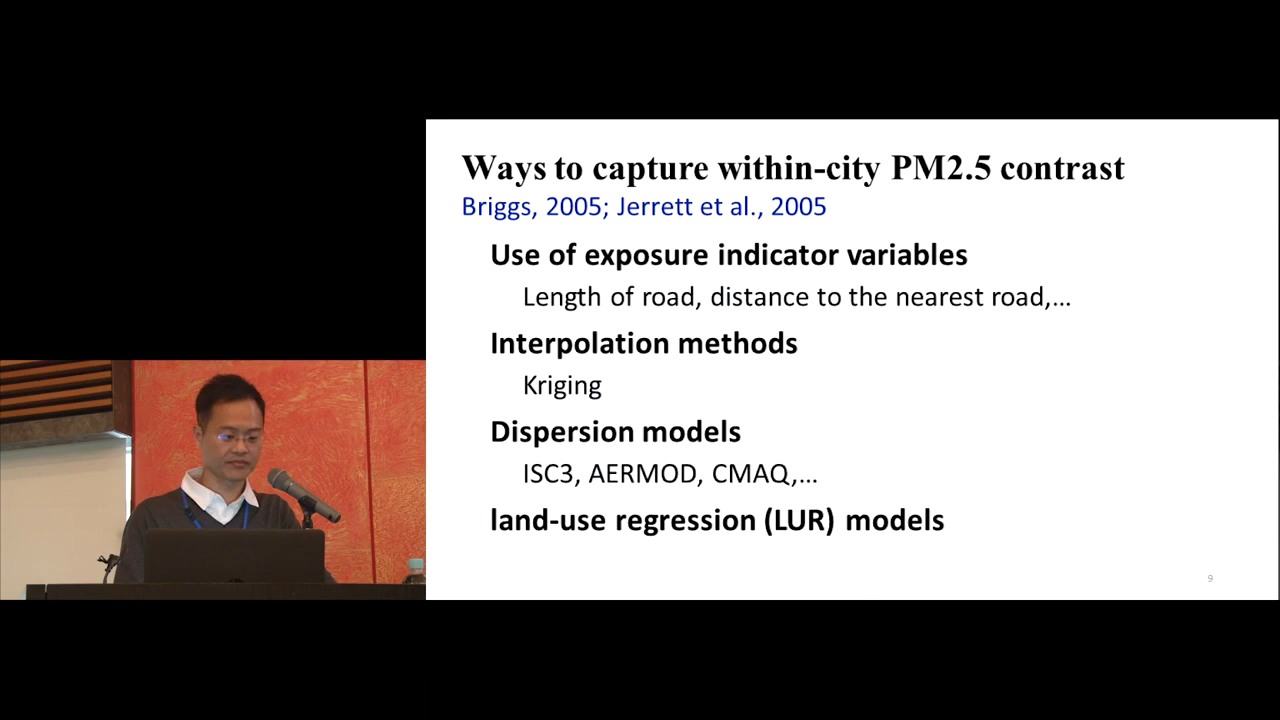 Ways to capture within-city PM2.5 contrast
Briggs, 2005; Jerrett et al., 2005
Use of exposure indicator variables
Length of road, distance to the nearest road,...
Interpolation methods
Kriging
Dispersion models
ISC3, AERMOD, CMAQ,...
land-use regression (LUR) models
9